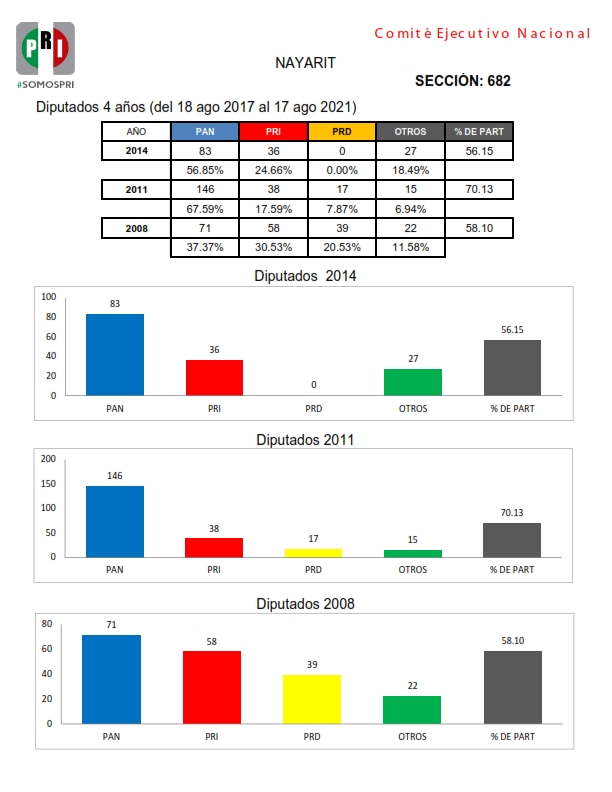 Comité Ejecutivo Nacional
PRI
#SOMOSPRI
NAYARIT
SECCIÓN: 682
Diputados 4 años (del 18 ago 2017 al 17 ago 2021)
AÑO PAN PRI PRD OTROS % DE PART
2014 83 36 0 27 56.15
56.85% 24.66% 0.00% 18.49%
2011 146 38 17 15 70.13
67.59% 17.59% 7.87% 6.94%
2008 71 58 39 22 58.10
37.37% 30.53% 20.53% 11.58%
Diputados 2014
100
80
60
40
20
0
83
36
0
27
56.15
PAN PRI PRD OTROS % DE PART
Diputados 2011
200
150
100
50
0
146
38
17
15
70.13
PAN PRI PRD OTROS % DE PART
Diputados 2008
80
60
40
20
0
71
58
39
22
58.10
PAN PRI PRD OTROS % DE PART